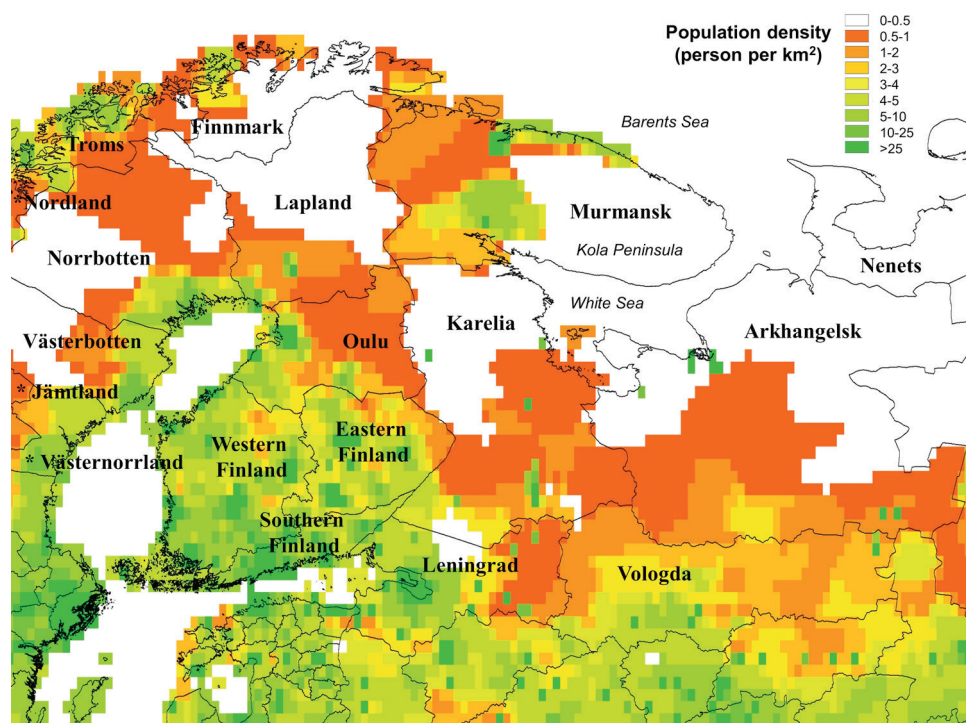 Population density
(person per km²)
0-0.5
0.5-1
1-2
2-3
3-4
4-5
5-10
10-25
>25
Barents Sea
Finnmark
Troms
* Nordland
Lapland
Murmansk
Norrbotten
Kola Peninsula
Nenets
White Sea
Karelia
Arkhangelsk
Västerbotten
Oulu
* Jämtland
Western
Finland
Eastern
Finland
* Västernorrland
Southern
Finland
Leningrad
Vologda